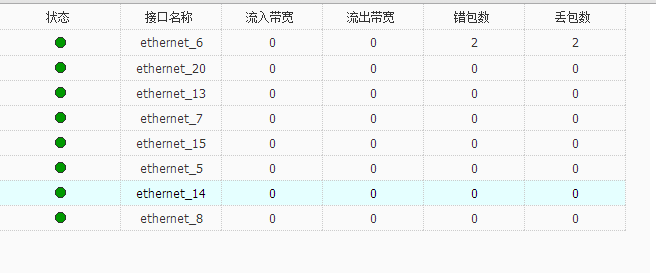 状态 接口名称 流入带宽 流出带宽 错包数 丢包数
ethernet_6 0 0 2 2
ethernet_20 0 0 0 0
ethernet_13 0 0 0 0
ethernet_7 0 0 0 0
ethernet_15 0 0 0 0
ethernet_5 0 0 0 0
ethernet_14 0 0 0 0
ethernet_8 0 0 0 0